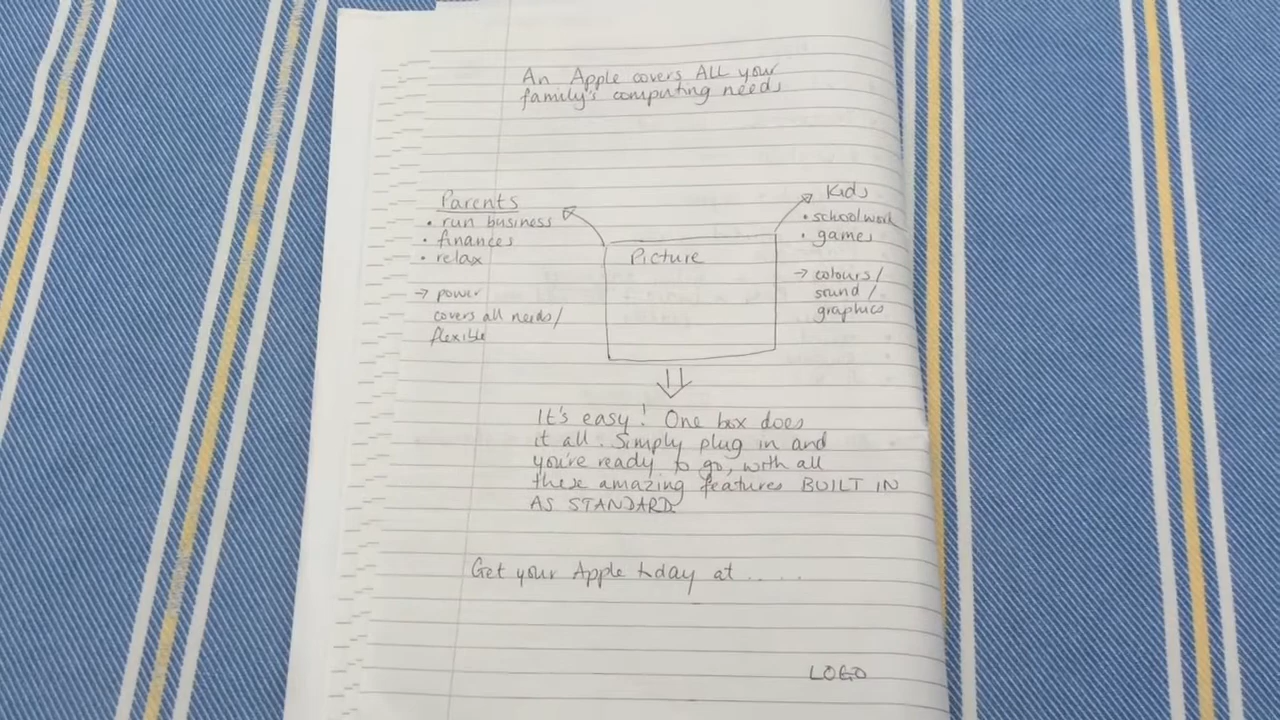 An Apple covers ALL your
family's computing needs
Parents
• run business
• finances
• relax
→ power
covers all needs/
flexible
Picture
Kids
• schoolwork
• games
→ colours/
sound/
graphics
It's easy! One box does
it all. Simply plug in and
you're ready to go, with all
these amazing features BUILT IN
AS STANDARD.
Get your Apple today at .....
LOGO